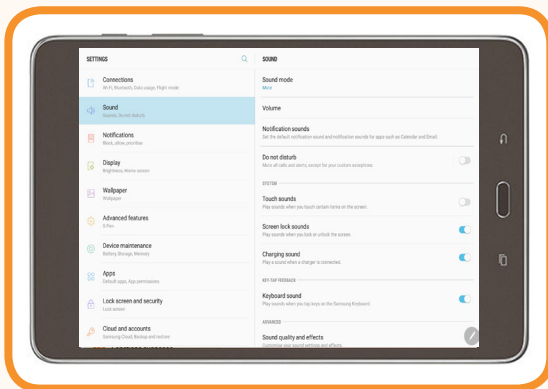 SETTINGS
Connections
Wi-Fi, Bluetooth, Data usage, Flight mode
Sound
Sounds, Do not disturb
Notifications
Block, allow, prioritise
Display
Brightness, Home screen
Wallpaper
Wallpaper
Advanced features
S Pen
Device maintenance
Battery, Storage, Memory
Apps
Default apps, App permissions
Lock screen and security
Lock screen
Cloud and accounts
Samsung Cloud, Backup and restore
SOUND
Sound mode
Mute
Volume
Notification sounds
Set the default notification sound and notification sounds for apps such as Calendar and Email.
Do not disturb
Mute all calls and alerts, except for your custom exceptions.
SYSTEM
Touch sounds
Play sounds when you touch certain items on the screen.
Screen lock sounds
Play sounds when you lock or unlock the screen.
Charging sound
Play a sound when a charger is connected.
KEY-TAP FEEDBACK
Keyboard sound
Play sounds when you tap keys on the Samsung Keyboard.
ADVANCED
Sound quality and effects
Customise your sound settings and effects.